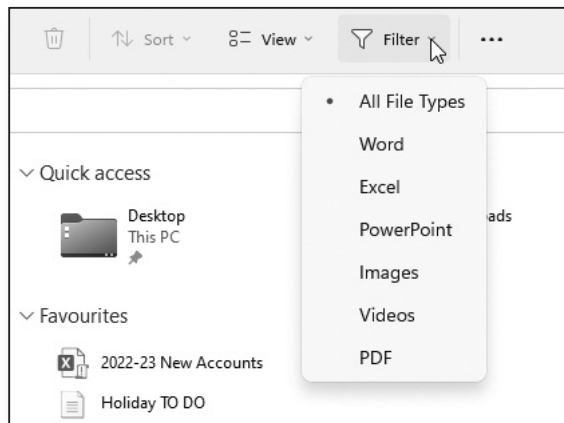 Sort View Filter
All File Types
Word
Quick access
Excel
Desktop
This PC
PowerPoint
Images
Favourites
Videos
2022-23 New Accounts
PDF
Holiday TO DO